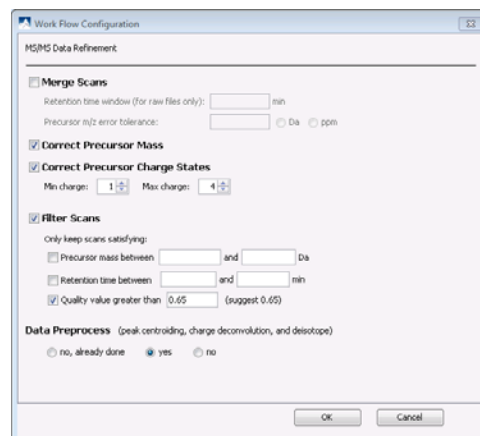 Work Flow Configuration
MS/MS Data Refinement
Merge Scans
Retention time window (for raw files only): min
Precursor m/z error tolerance: Da ppm
Correct Precursor Mass
Correct Precursor Charge States
Min charge: 1 Max charge: 4
Filter Scans
Only keep scans satisfying:
Precursor mass between and Da
Retention time between and min
Quality value greater than 0.65 (suggest 0.65)
Data Preprocess (peak centroiding, charge deconvolution, and deisotope)
no, already done yes no
OK Cancel